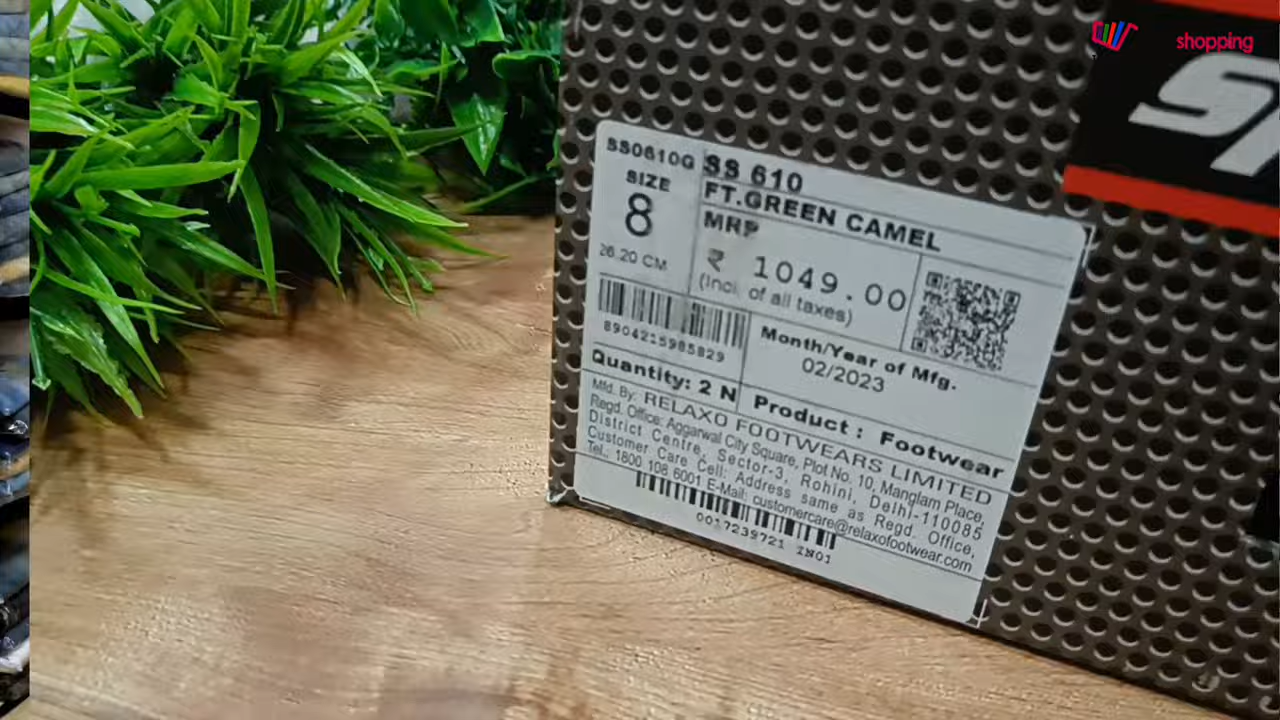 shopping
SS0610G
SIZE
8
26.20 CM
SS 610
FT.GREEN CAMEL
MRP
₹ 1049.00
(Incl of all taxes)
8904215985829
Month/Year of Mfg.
02/2023
Quantity: 2 N
Product : Footwear
Mfd. By: RELAXO FOOTWEARS LIMITED
Regd. Office: Aggarwal City Square, Plot No. 10, Manglam Place,
District Centre, Sector-3, Rohini, Delhi-110085
Customer Care Cell: Address same as Regd. Office,
Tel.: 1800 108 6001 E-Mail: customercare@relaxofootwear.com
0017239721 IN01